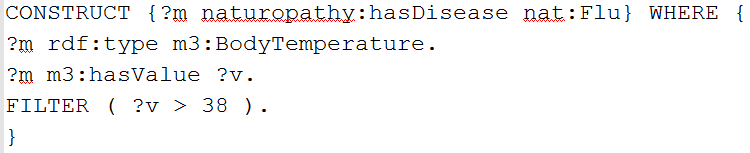 CONSTRUCT {?m naturopathy:hasDisease nat:Flu} WHERE {
?m rdf:type m3:BodyTemperature.
?m m3:hasValue ?v.
FILTER ( ?v > 38 ).
}